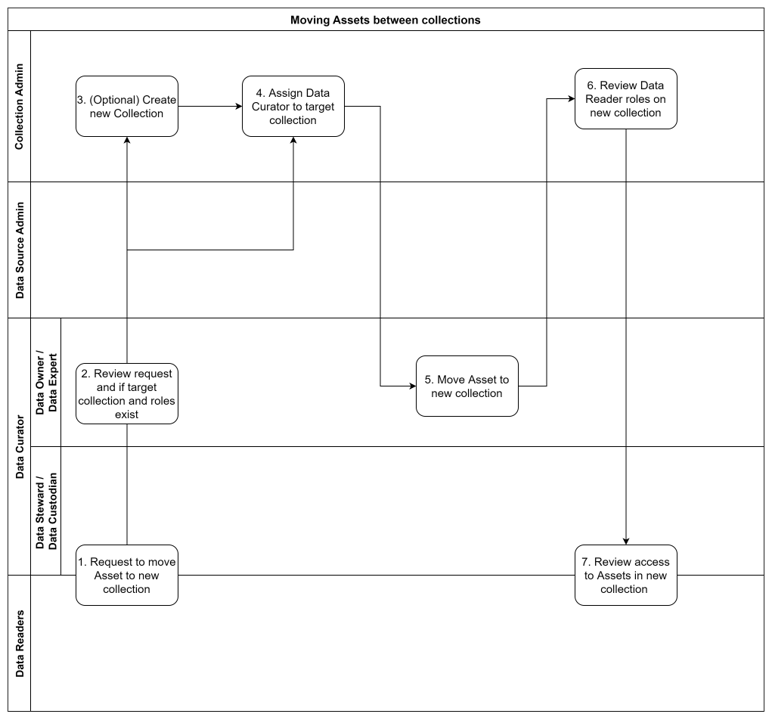 Moving Assets between collections
Collection Admin
3. (Optional) Create
new Collection
4. Assign Data
Curator to target
collection
6. Review Data
Reader roles on
new collection
Data Source Admin
Data Curator
Data Owner /
Data Expert
2. Review request
and if target
collection and roles
exist
5. Move Asset to
new collection
Data Steward /
Data Custodian
1. Request to move
Asset to new
collection
7. Review access
to Assets in new
collection
Data Readers